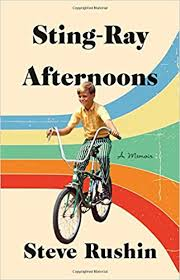 Sting-Ray
Afternoons
A Memoir
Steve Rushin